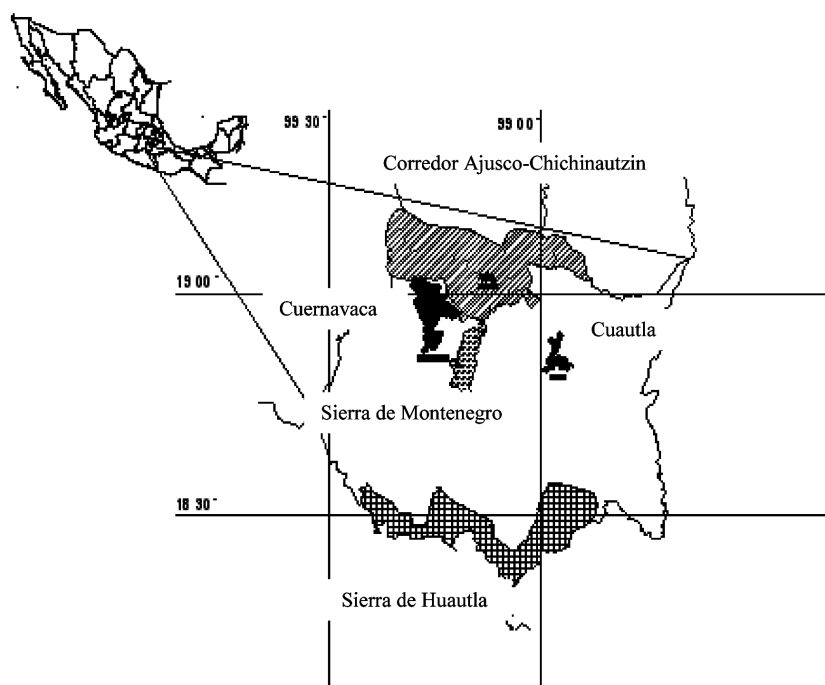 99 30'
99 00'
Corredor Ajusco-Chichinautzin
19 00'
Cuernavaca
Cuautla
Sierra de Montenegro
18 30'
Sierra de Huautla